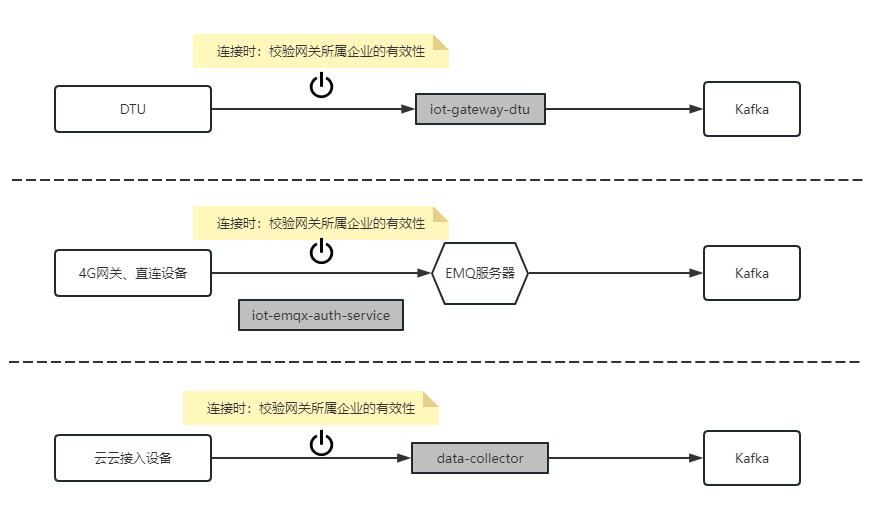 连接时：校验网关所属企业的有效性
DTU
iot-gateway-dtu
Kafka
连接时：校验网关所属企业的有效性
4G网关、直连设备
EMQ服务器
Kafka
iot-emqx-auth-service
连接时：校验网关所属企业的有效性
云云接入设备
data-collector
Kafka